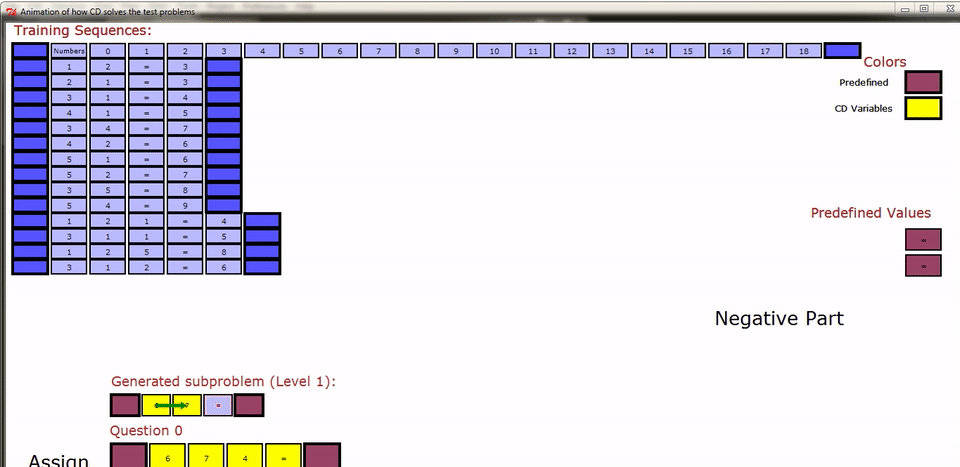 Animation of how CD solves the test problems
Training Sequences:
Numbers 0 1 2 3 4 5 6 7 8 9 10 11 12 13 14 15 16 17 18
1 2 = 3
2 1 = 3
3 1 = 4
4 1 = 5
3 4 = 7
4 2 = 6
5 1 = 6
5 2 = 7
3 5 = 8
5 4 = 9
1 2 1 = 4
3 1 1 = 5
1 2 5 = 8
3 1 2 = 6
Colors
Predefined
CD Variables
Predefined Values
=
=
Negative Part
Generated subproblem (Level 1):
7 =
Question 0
6 7 4 =
Assign